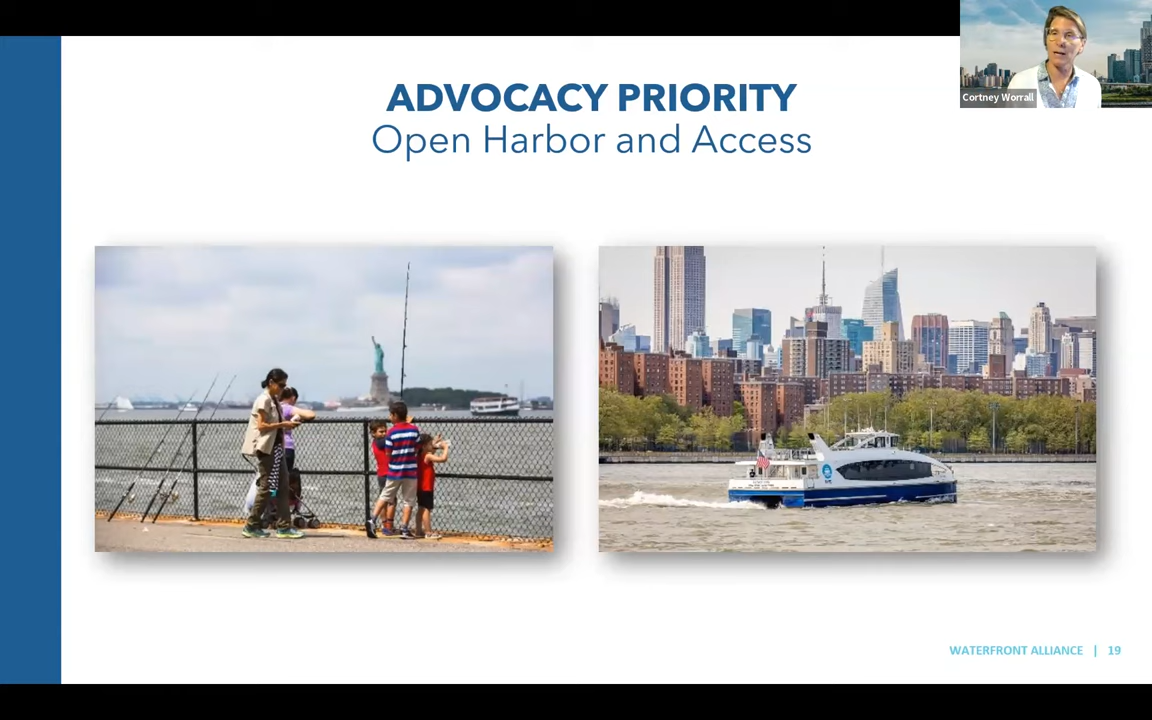 ADVOCACY PRIORITY
Open Harbor and Access
Cortney Worrall
WATERFRONT ALLIANCE | 19